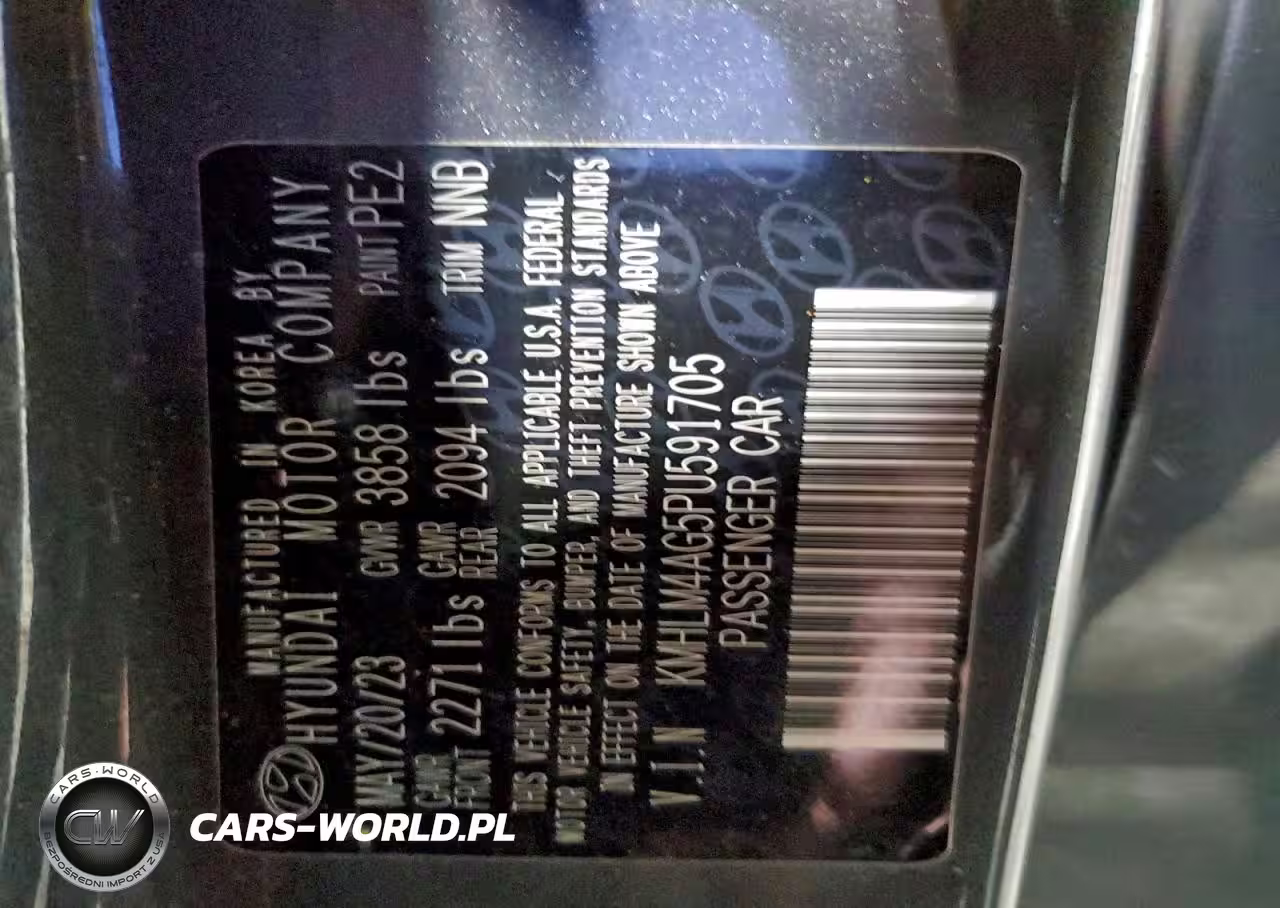 MANUFACTURED IN KOREA BY
HYUNDAI MOTOR COMPANY
MAY/20/23 GVWR 3858 lbs PAINT PE2
GAWR FRONT 2271 lbs GAWR REAR 2094 lbs TRIM NNB
THIS VEHICLE CONFORMS TO ALL APPLICABLE U.S.A. FEDERAL
MOTOR VEHICLE SAFETY, BUMPER, AND THEFT PREVENTION STANDARDS
IN EFFECT ON THE DATE OF MANUFACTURE SHOWN ABOVE
V.I.N KMHLM4AG5PU591705
PASSENGER CAR
CARS-WORLD
CW
BEZPOŚREDNI IMPORT Z USA
CARS-WORLD.PL